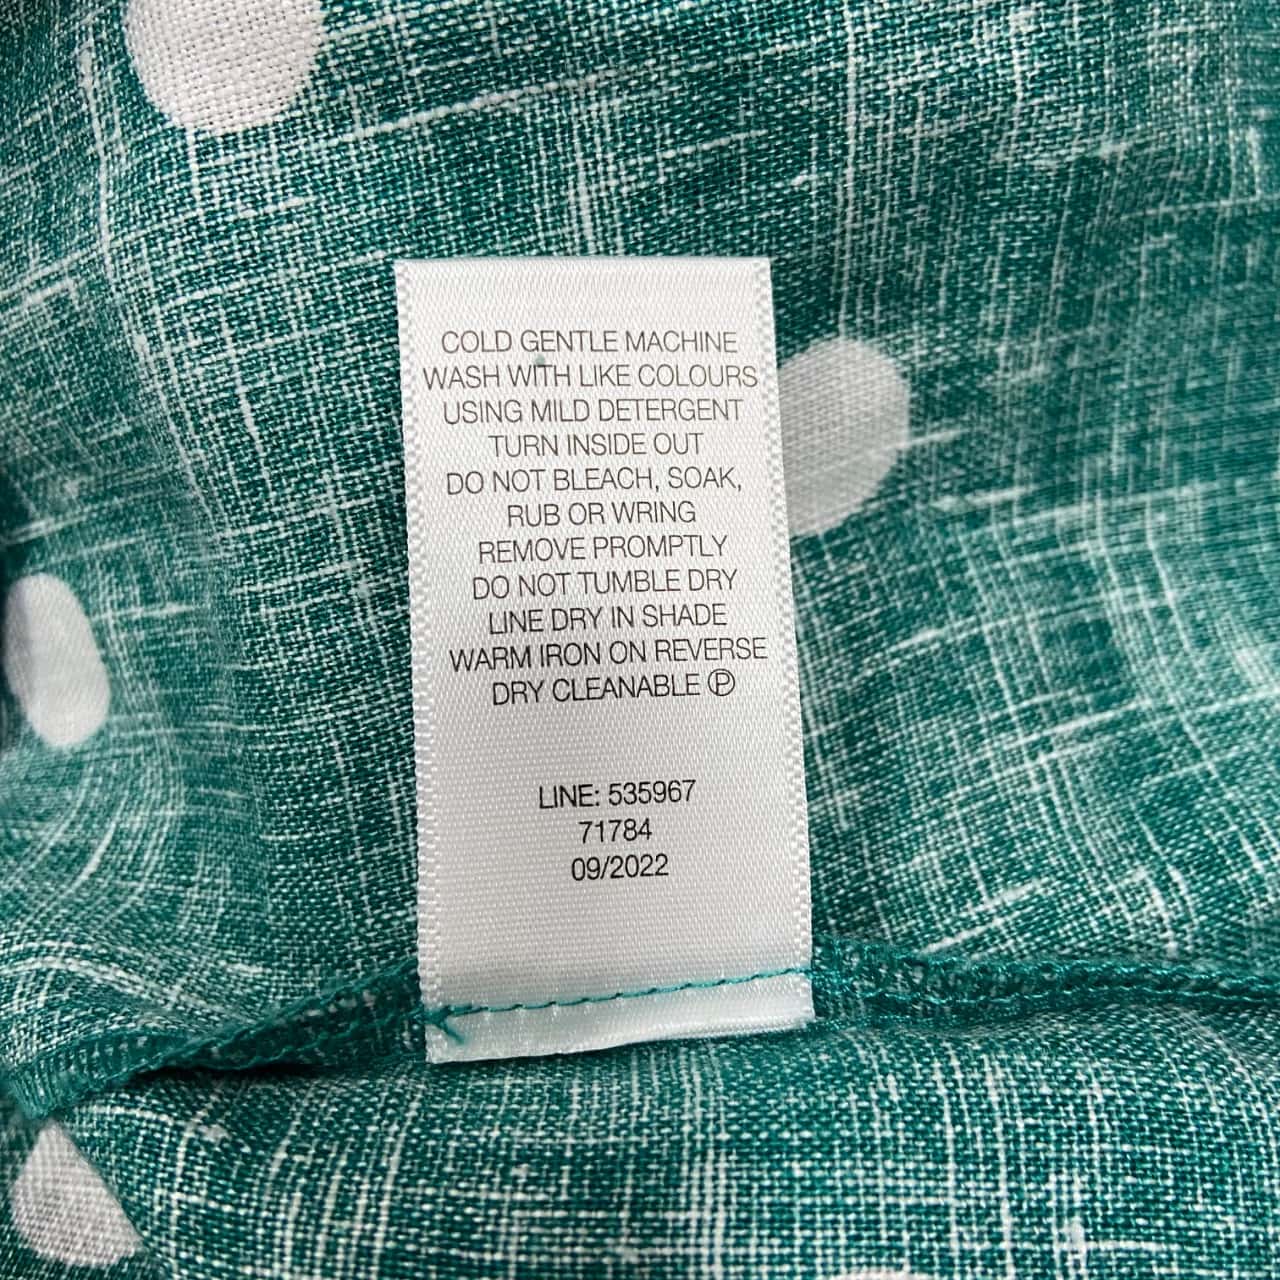 COLD GENTLE MACHINE
WASH WITH LIKE COLOURS
USING MILD DETERGENT
TURN INSIDE OUT
DO NOT BLEACH, SOAK,
RUB OR WRING
REMOVE PROMPTLY
DO NOT TUMBLE DRY
LINE DRY IN SHADE
WARM IRON ON REVERSE
DRY CLEANABLE Ⓟ
LINE: 535967
71784
09/2022